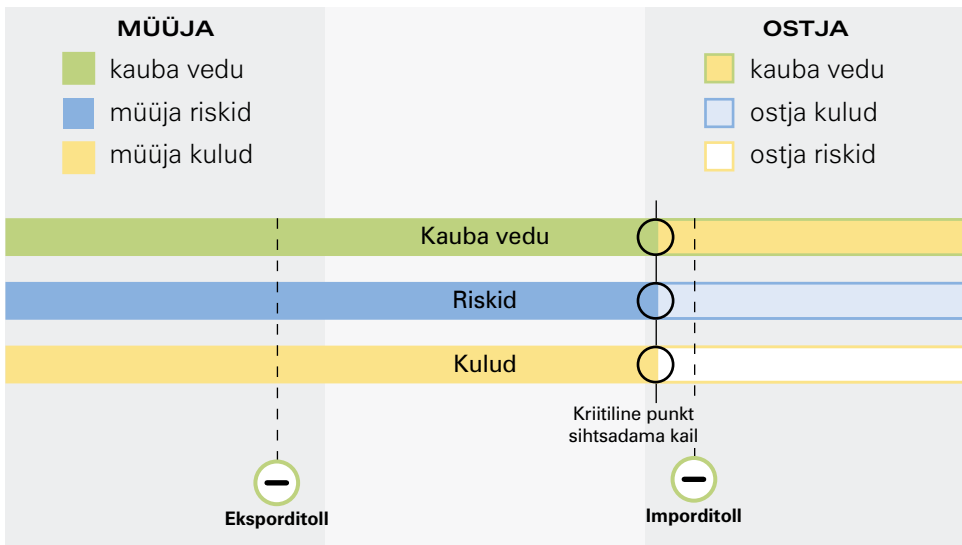 MÜÜJA
kauba vedu
müüja riskid
müüja kulud
OSTJA
kauba vedu
ostja kulud
ostja riskid
Kauba vedu
Riskid
Kulud
Kriitiline punkt
sihtsadama kail
Eksporditoll
Imporditoll